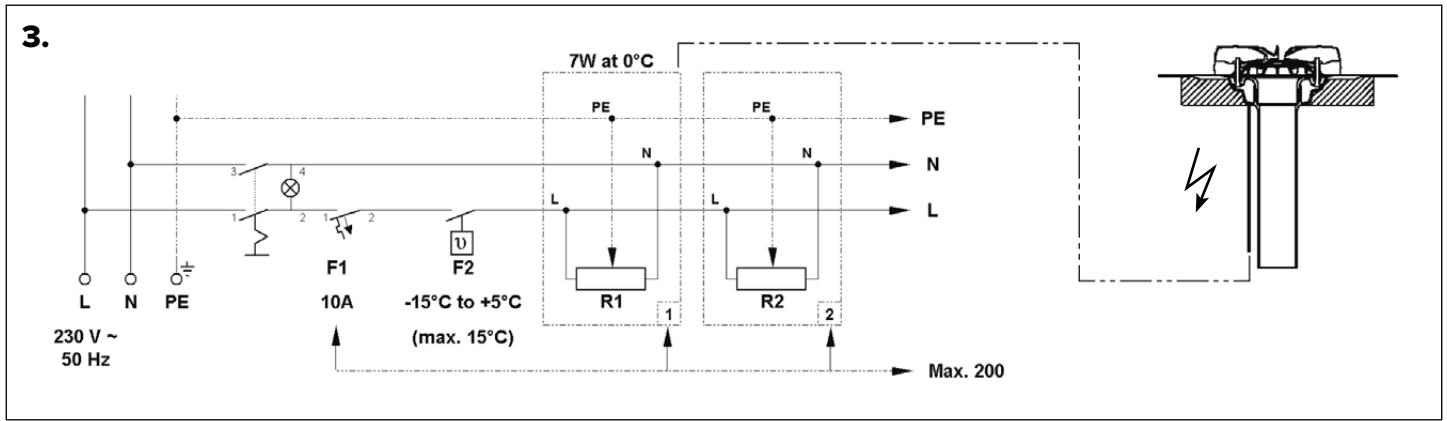 3.
7W at 0°C
PE
PE
PE
3
4
N
N
N
1
2
1
2
L
L
L
F1
F2
R1
R2
υ
L
N
PE
10A
-15°C to +5°C
1
2
230 V ~
50 Hz
(max. 15°C)
Max. 200